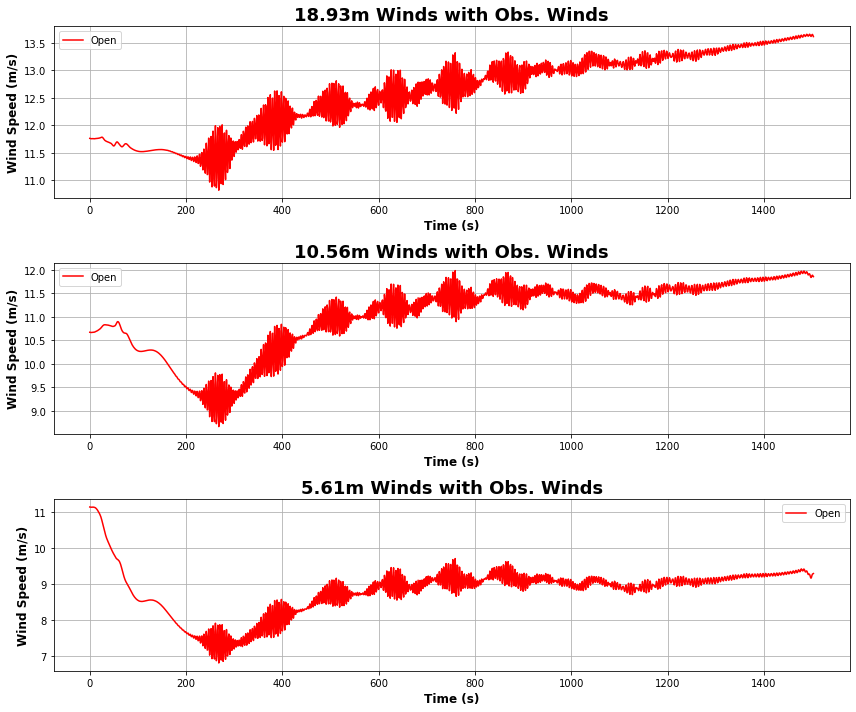 18.93m Winds with Obs. Winds
Open
Wind Speed (m/s)
13.5
13.0
12.5
12.0
11.5
11.0
0 200 400 600 800 1000 1200 1400
Time (s)
10.56m Winds with Obs. Winds
Open
Wind Speed (m/s)
12.0
11.5
11.0
10.5
10.0
9.5
9.0
0 200 400 600 800 1000 1200 1400
Time (s)
5.61m Winds with Obs. Winds
Open
Wind Speed (m/s)
11
10
9
8
7
0 200 400 600 800 1000 1200 1400
Time (s)